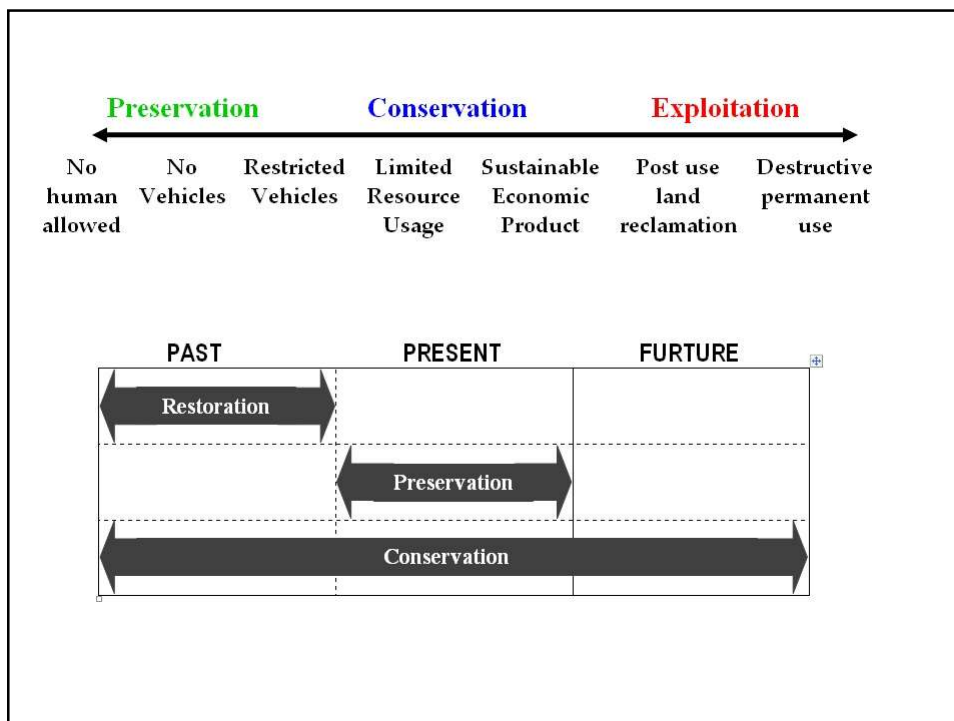 Preservation Conservation Exploitation
No No Restricted Limited Sustainable Post use Destructive
human Vehicles Vehicles Resource Economic land permanent
allowed Usage Product reclamation use
PAST PRESENT FURTURE
Restoration
Preservation
Conservation